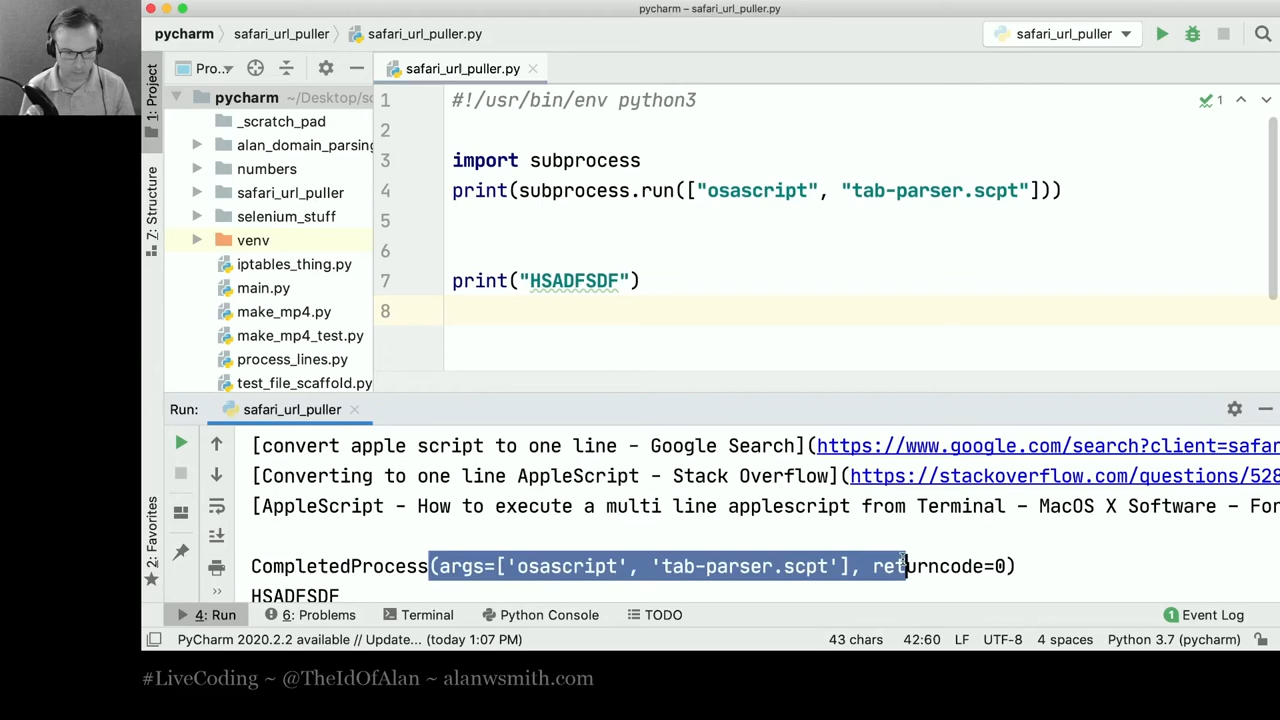 pycharm – safari_url_puller.py
pycharm safari_url_puller safari_url_puller.py
safari_url_puller
1: Project
Pro...
safari_url_puller.py
pycharm ~/Desktop/sc
_scratch_pad
alan_domain_parsing
numbers
safari_url_puller
selenium_stuff
venv
iptables_thing.py
main.py
make_mp4.py
make_mp4_test.py
process_lines.py
test_file_scaffold.py
7: Structure
2: Favorites
1 #!/usr/bin/env python3
2
3 import subprocess
4 print(subprocess.run(["osascript", "tab-parser.scpt"]))
5
6
7 print("HSADFSDF")
8
1
Run: safari_url_puller
[convert apple script to one line - Google Search](https://www.google.com/search?client=safar
[Converting to one line AppleScript - Stack Overflow](https://stackoverflow.com/questions/528
[AppleScript - How to execute a multi line applescript from Terminal - MacOS X Software - For
CompletedProcess(args=['osascript', 'tab-parser.scpt'], returncode=0)
HSADFSDF
4: Run 6: Problems Terminal Python Console TODO 1 Event Log
PyCharm 2020.2.2 available // Update... (today 1:07 PM) 43 chars 42:60 LF UTF-8 4 spaces Python 3.7 (pycharm)
#LiveCoding ~ @TheIdOfAlan ~ alanwsmith.com